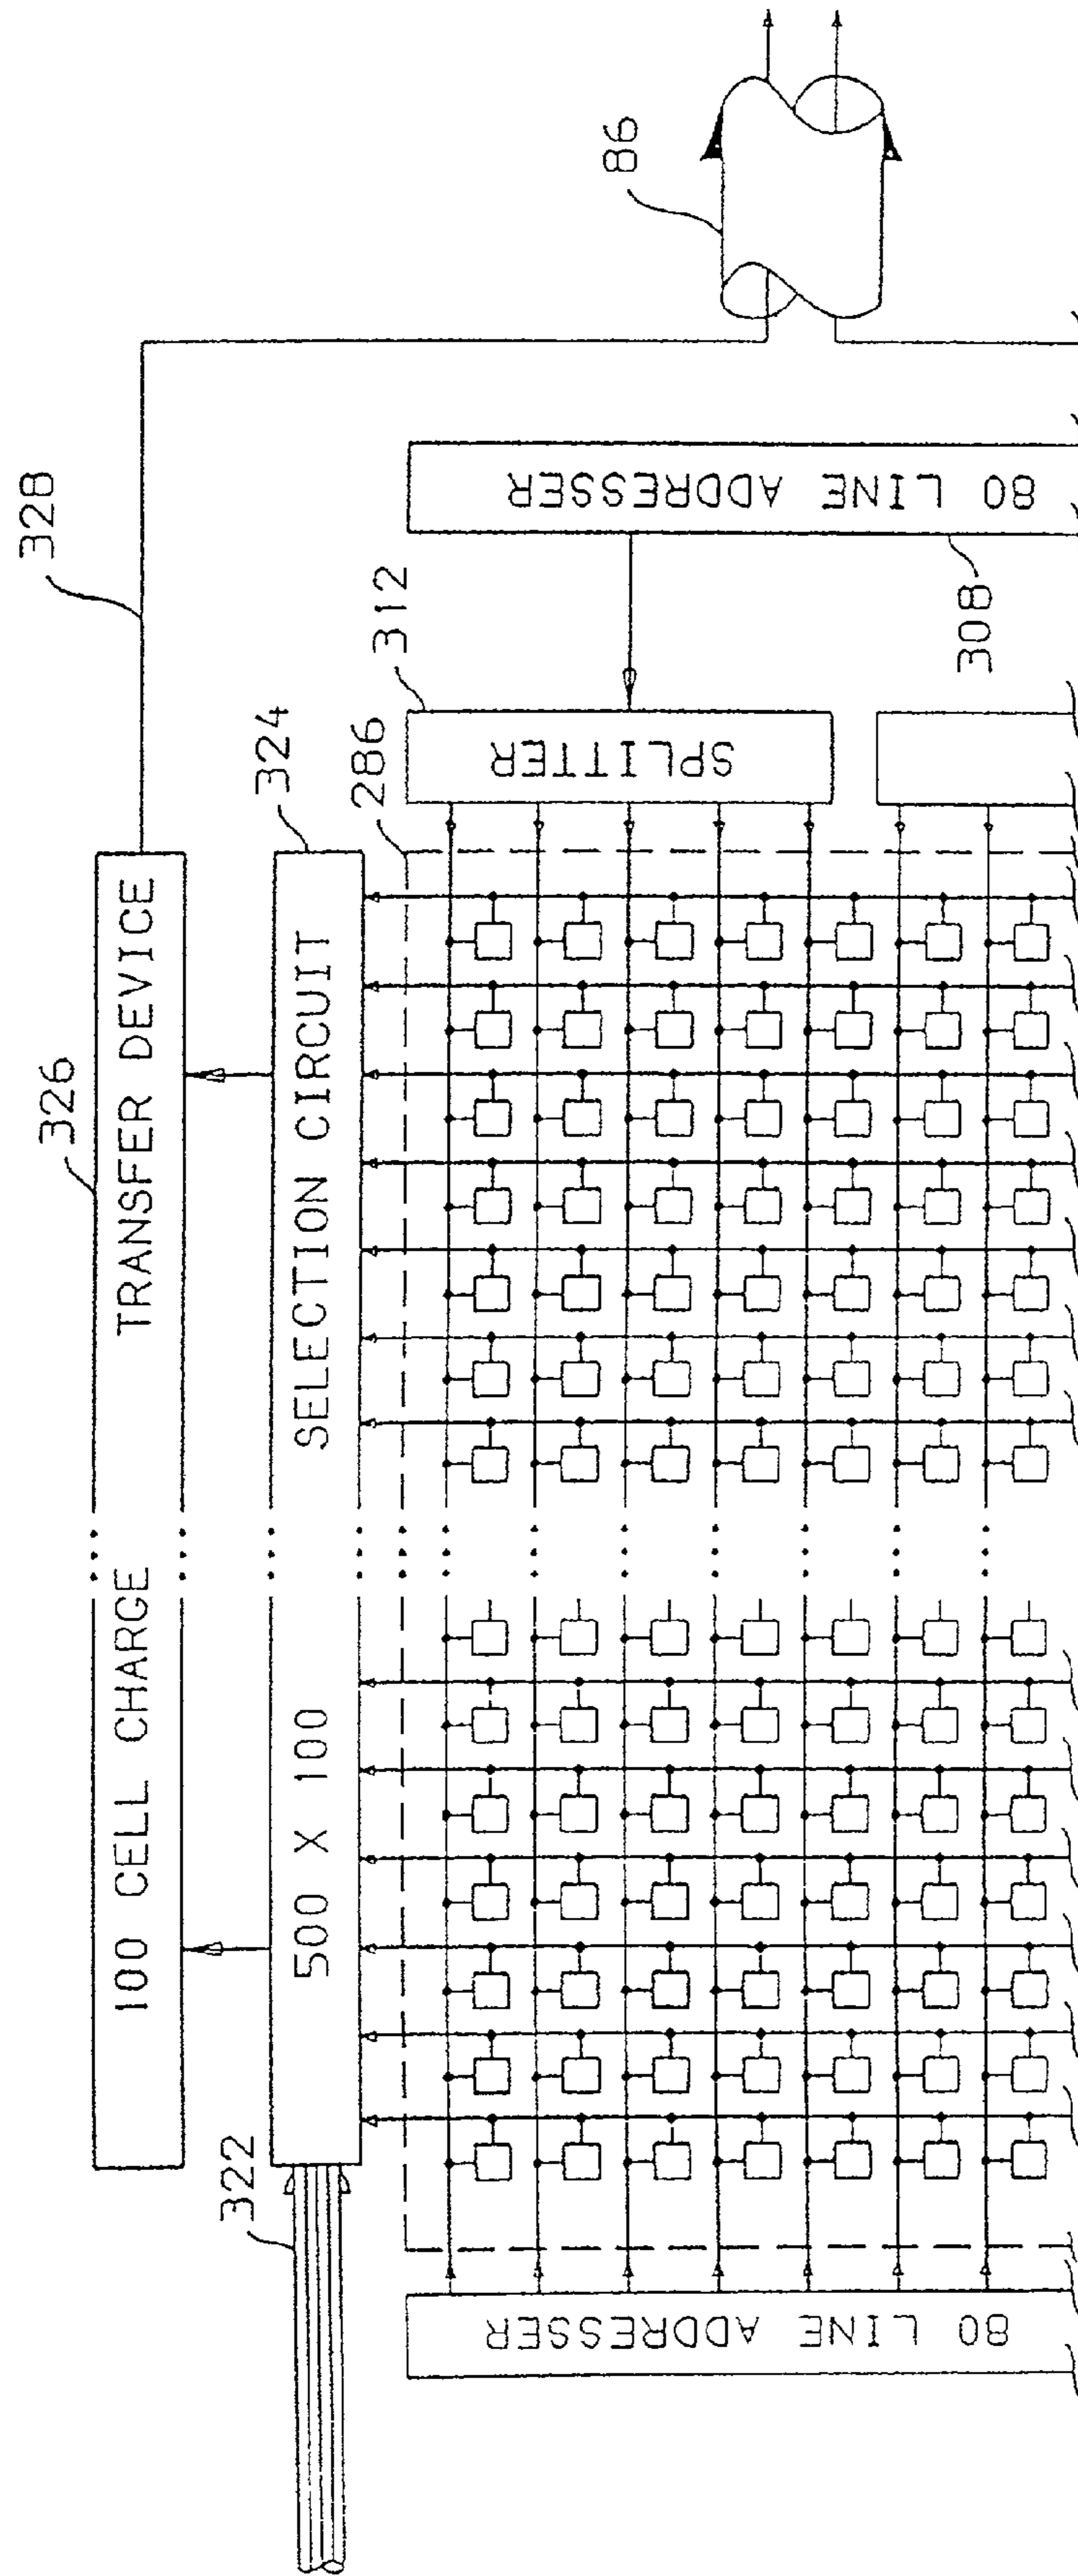 326
100 CELL CHARGE TRANSFER DEVICE
328
322
500 X 100 SELECTION CIRCUIT
324
286
312
86
80 LINE ADDRESSER
SPLITTER
80 LINE ADDRESSER
308